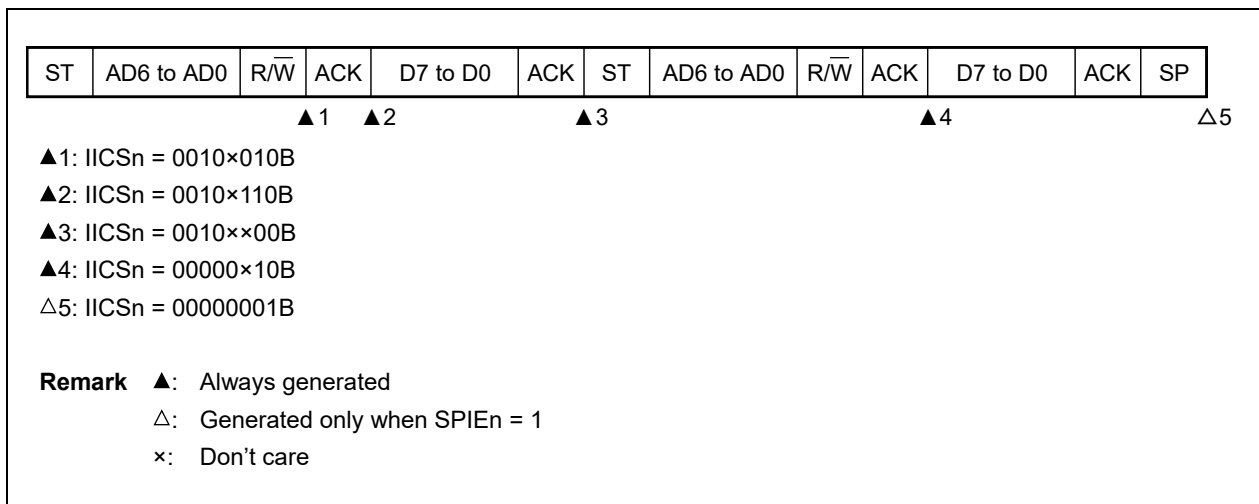 ST AD6 to AD0 R/W̅ ACK D7 to D0 ACK ST AD6 to AD0 R/W̅ ACK D7 to D0 ACK SP
▲1 ▲2 ▲3 ▲4 △5
▲1: IICSn = 0010×010B
▲2: IICSn = 0010×110B
▲3: IICSn = 0010××00B
▲4: IICSn = 00000×10B
△5: IICSn = 00000001B
Remark ▲: Always generated
△: Generated only when SPIEn = 1
×: Don't care